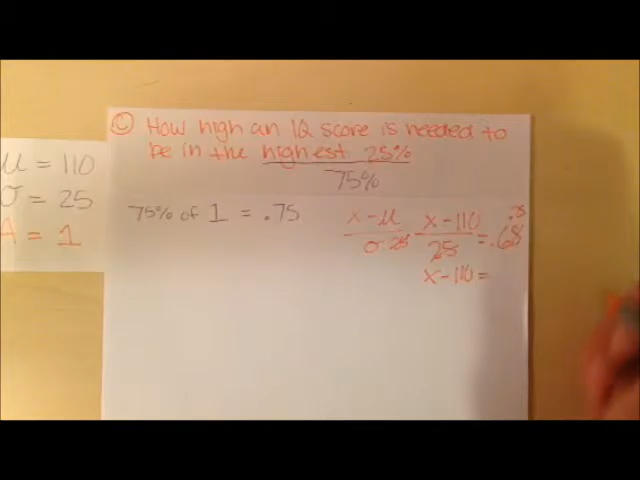 C How high an IQ score is needed to
be in the highest 25%
75%
μ = 110
σ = 25
A = 1
75% of 1 = .75
x-μ x-110
σ 25 = .68
x-110 =